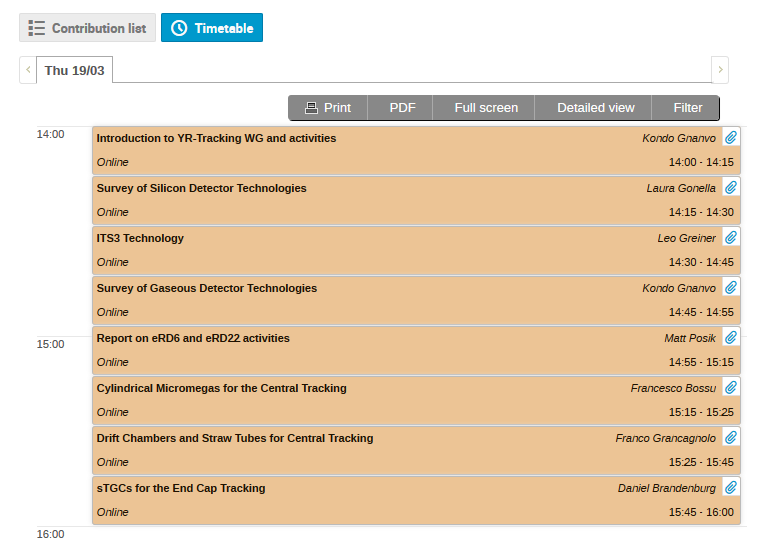 Contribution list Timetable
Thu 19/03
Print PDF Full screen Detailed view Filter
14:00
Introduction to YR-Tracking WG and activities Kondo Gnanvo
Online 14:00 - 14:15
Survey of Silicon Detector Technologies Laura Gonella
Online 14:15 - 14:30
ITS3 Technology Leo Greiner
Online 14:30 - 14:45
Survey of Gaseous Detector Technologies Kondo Gnanvo
Online 14:45 - 14:55
Report on eRD6 and eRD22 activities Matt Posik
15:00
Online 14:55 - 15:15
Cylindrical Micromegas for the Central Tracking Francesco Bossu
Online 15:15 - 15:25
Drift Chambers and Straw Tubes for Central Tracking Franco Grancagnolo
Online 15:25 - 15:45
sTGCs for the End Cap Tracking Daniel Brandenburg
Online 15:45 - 16:00
16:00